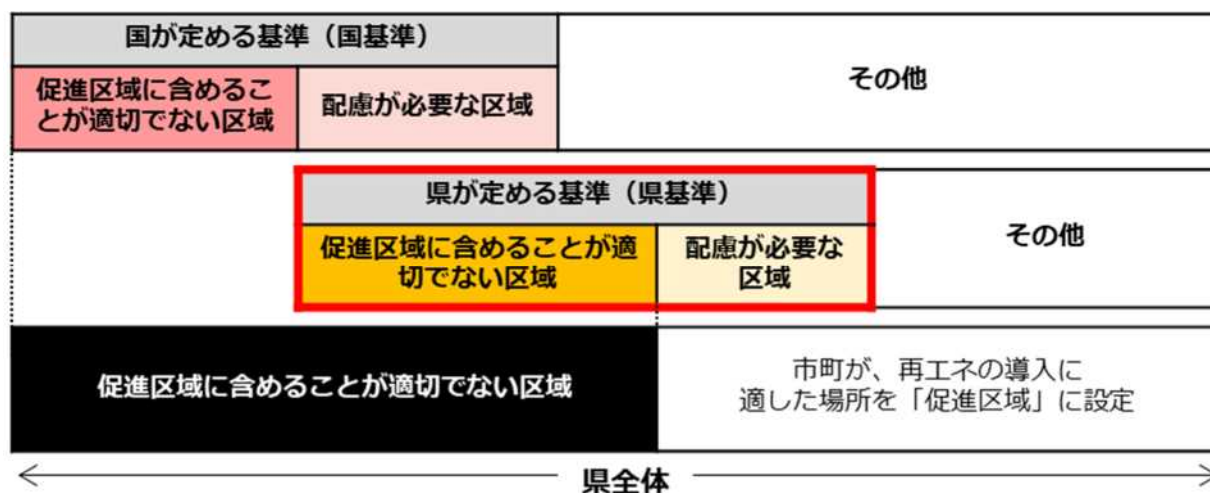 国が定める基準（国基準）
その他
促進区域に含めるこ
とが適切でない区域
配慮が必要な区域
県が定める基準（県基準）
その他
促進区域に含めることが適
切でない区域
配慮が必要な
区域
促進区域に含めることが適切でない区域
市町が、再エネの導入に
適した場所を「促進区域」に設定
県全体